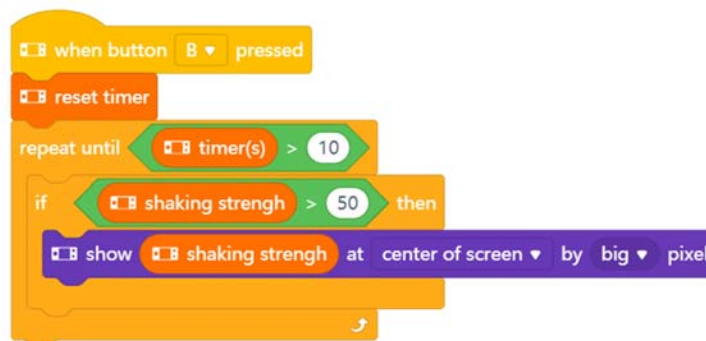 when button B pressed
reset timer
repeat until timer(s) > 10
if shaking strengh > 50 then
show shaking strengh at center of screen by big pixel